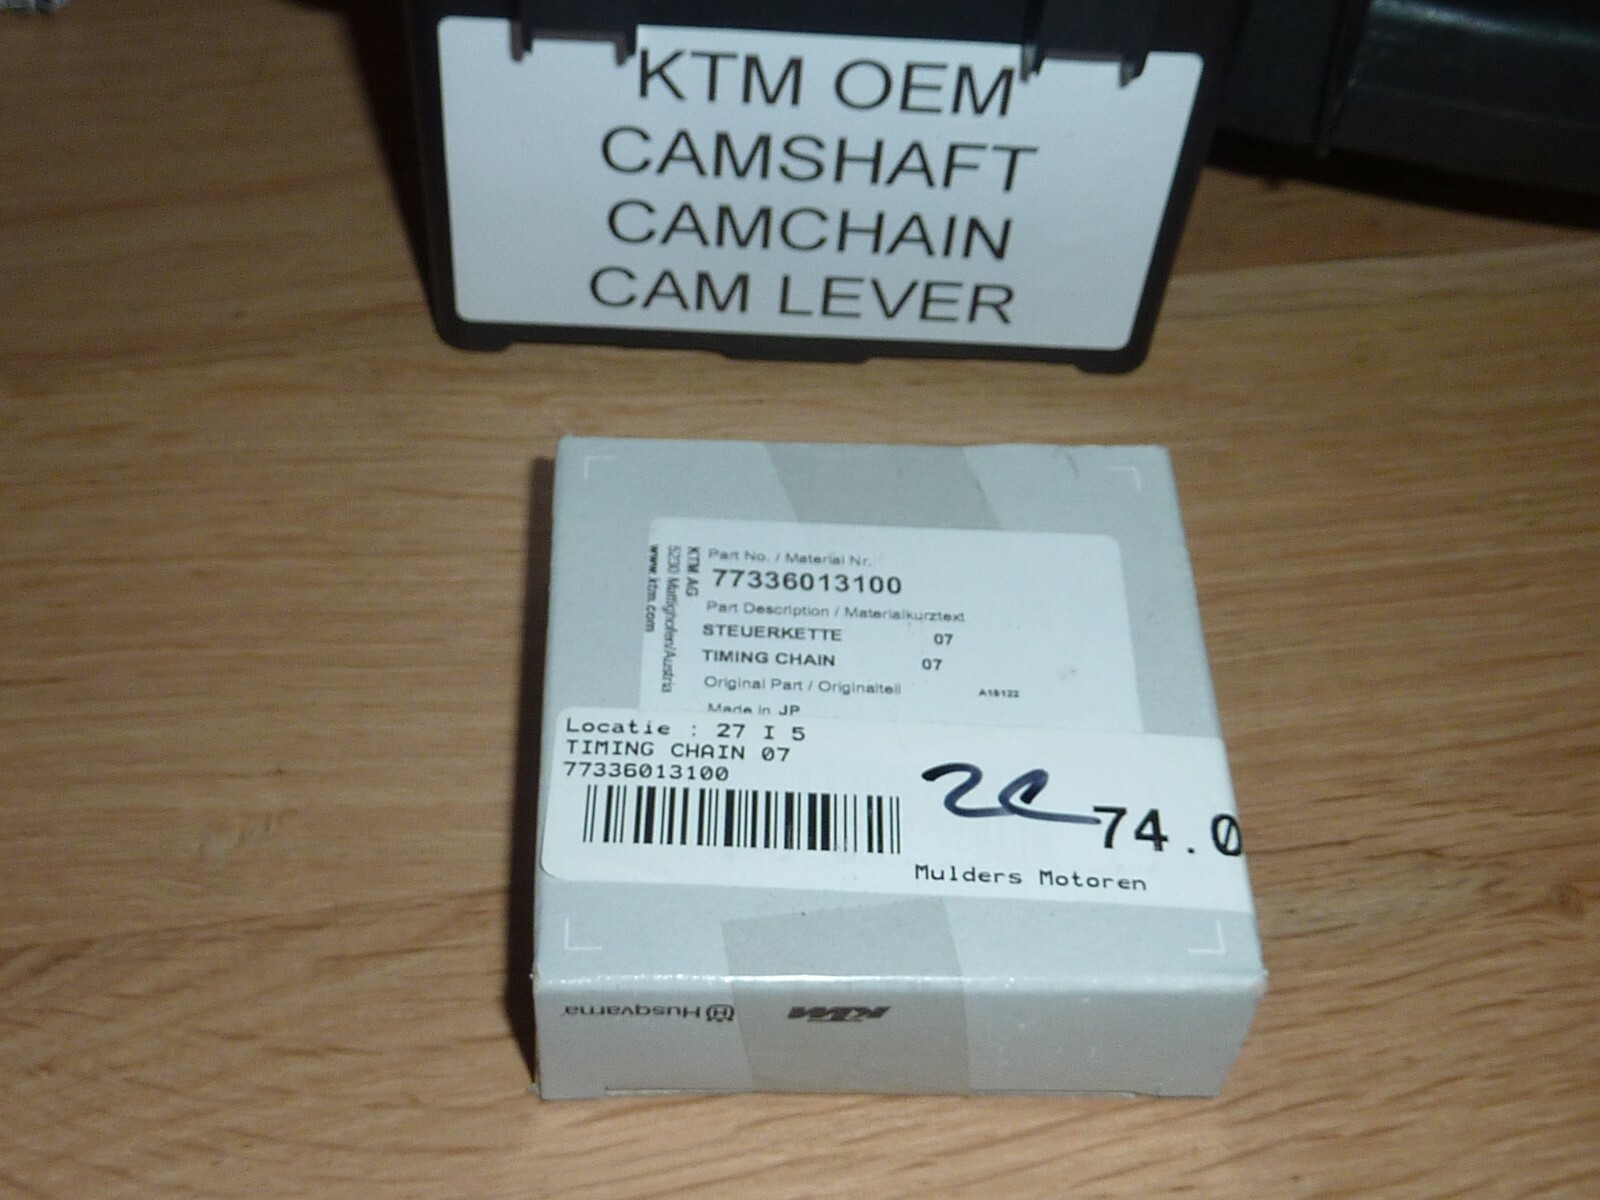 KTM OEM
CAMSHAFT
CAMCHAIN
CAM LEVER
KTM AG
5230 Mattighofen/Austria
www.ktm.com
Part No. / Material Nr.
77336013100
Part Description / Materialkurztext
STEUERKETTE 07
TIMING CHAIN 07
Original Part / Originalteil A18122
Made in JP
Locatie : 27 I 5
TIMING CHAIN 07
77336013100
74.0
Mulders Motoren
Husqvarna KTM